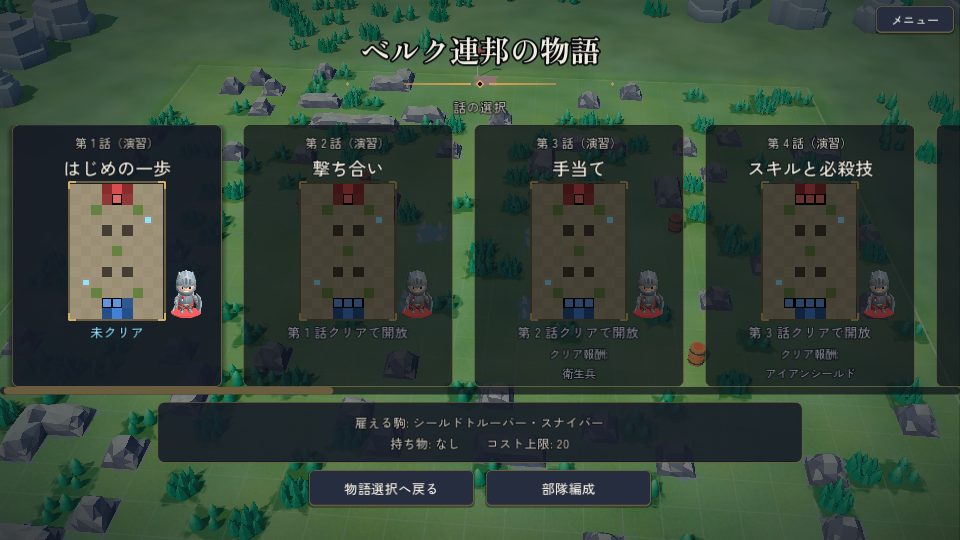 メニュー
ベルク連邦の物語
話の選択
第1話（演習）
はじめの一歩
未クリア
第2話（演習）
撃ち合い
第1話クリアで開放
第3話（演習）
手当て
第2話クリアで開放
クリア報酬
衛生兵
第4話（演習）
スキルと必殺技
第3話クリアで開放
クリア報酬
アイアンシールド
雇える駒: シールドトルーパー・スナイパー
持ち物: なし　コスト上限: 20
物語選択へ戻る
部隊編成